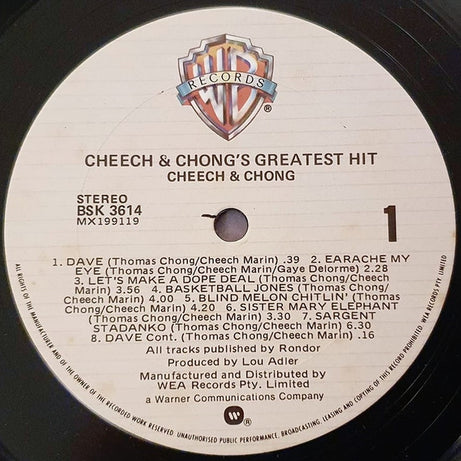 WB
RECORDS
®
CHEECH & CHONG'S GREATEST HIT
CHEECH & CHONG
STEREO
BSK 3614
MX199119
1
1. DAVE (Thomas Chong/Cheech Marin) .39 2. EARACHE MY
EYE (Thomas Chong/Cheech Marin/Gaye Delorme) 2.28
3. LET'S MAKE A DOPE DEAL (Thomas Chong/Cheech
Marin) 3.56 4. BASKETBALL JONES (Thomas Chong/
Cheech Marin) 4.00 5. BLIND MELON CHITLIN' (Thomas
Chong/Cheech Marin) 4.20 6. SISTER MARY ELEPHANT
(Thomas Chong/Cheech Marin) 3.30 7. SARGENT
STADANKO (Thomas Chong/Cheech Marin) 6.30
8. DAVE Cont. (Thomas Chong/Cheech Marin) .16
All tracks published by Rondor
Produced by Lou Adler
Manufactured and Distributed by
WEA Records Pty. Limited
a Warner Communications Company
W ®
ALL RIGHTS OF THE MANUFACTURER AND OF THE OWNER OF THE RECORDED WORK RESERVED. UNAUTHORISED PUBLIC PERFORMANCE, BROADCASTING, LEASING AND COPYING OF THIS RECORD PROHIBITED. WEA RECORDS PTY. LIMITED